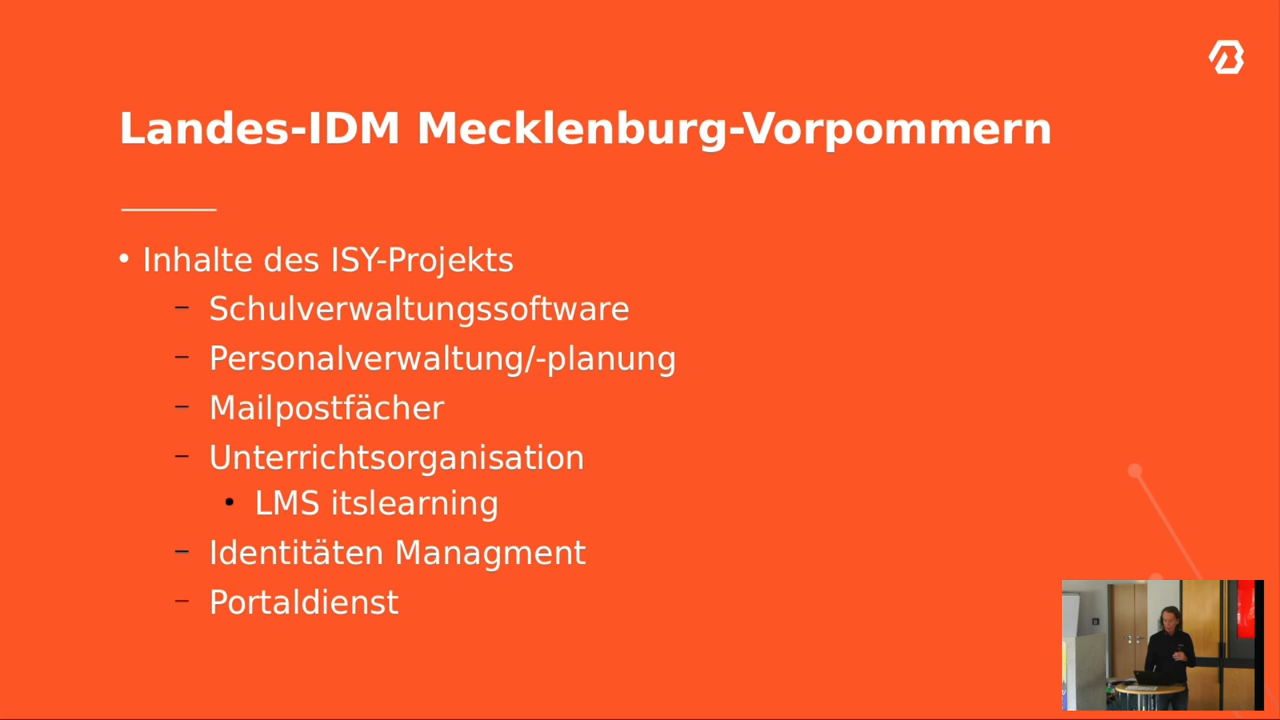 Landes-IDM Mecklenburg-Vorpommern
• Inhalte des ISY-Projekts
– Schulverwaltungssoftware
– Personalverwaltung/-planung
– Mailpostfächer
– Unterrichtsorganisation
• LMS itslearning
– Identitäten Managment
– Portaldienst